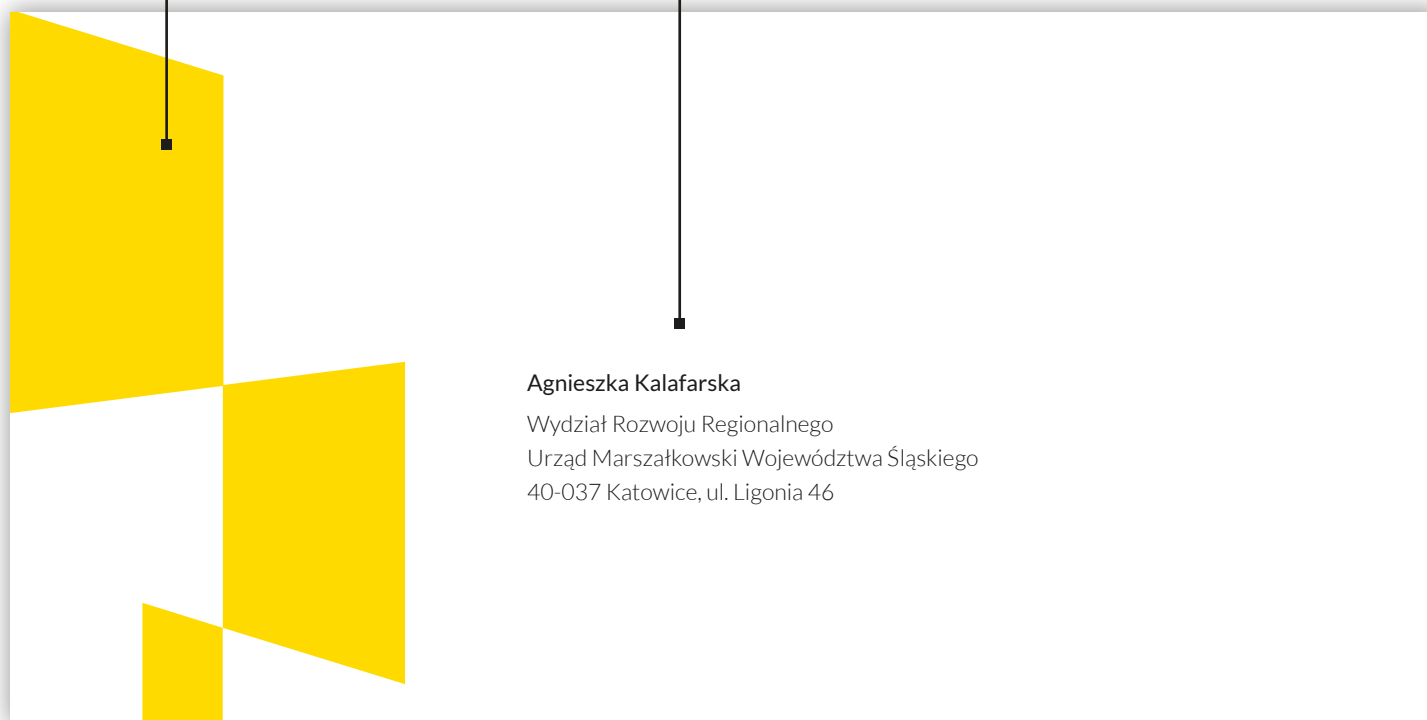 Agnieszka Kalafarska
Wydział Rozwoju Regionalnego
Urząd Marszałkowski Województwa Śląskiego
40-037 Katowice, ul. Ligonia 46